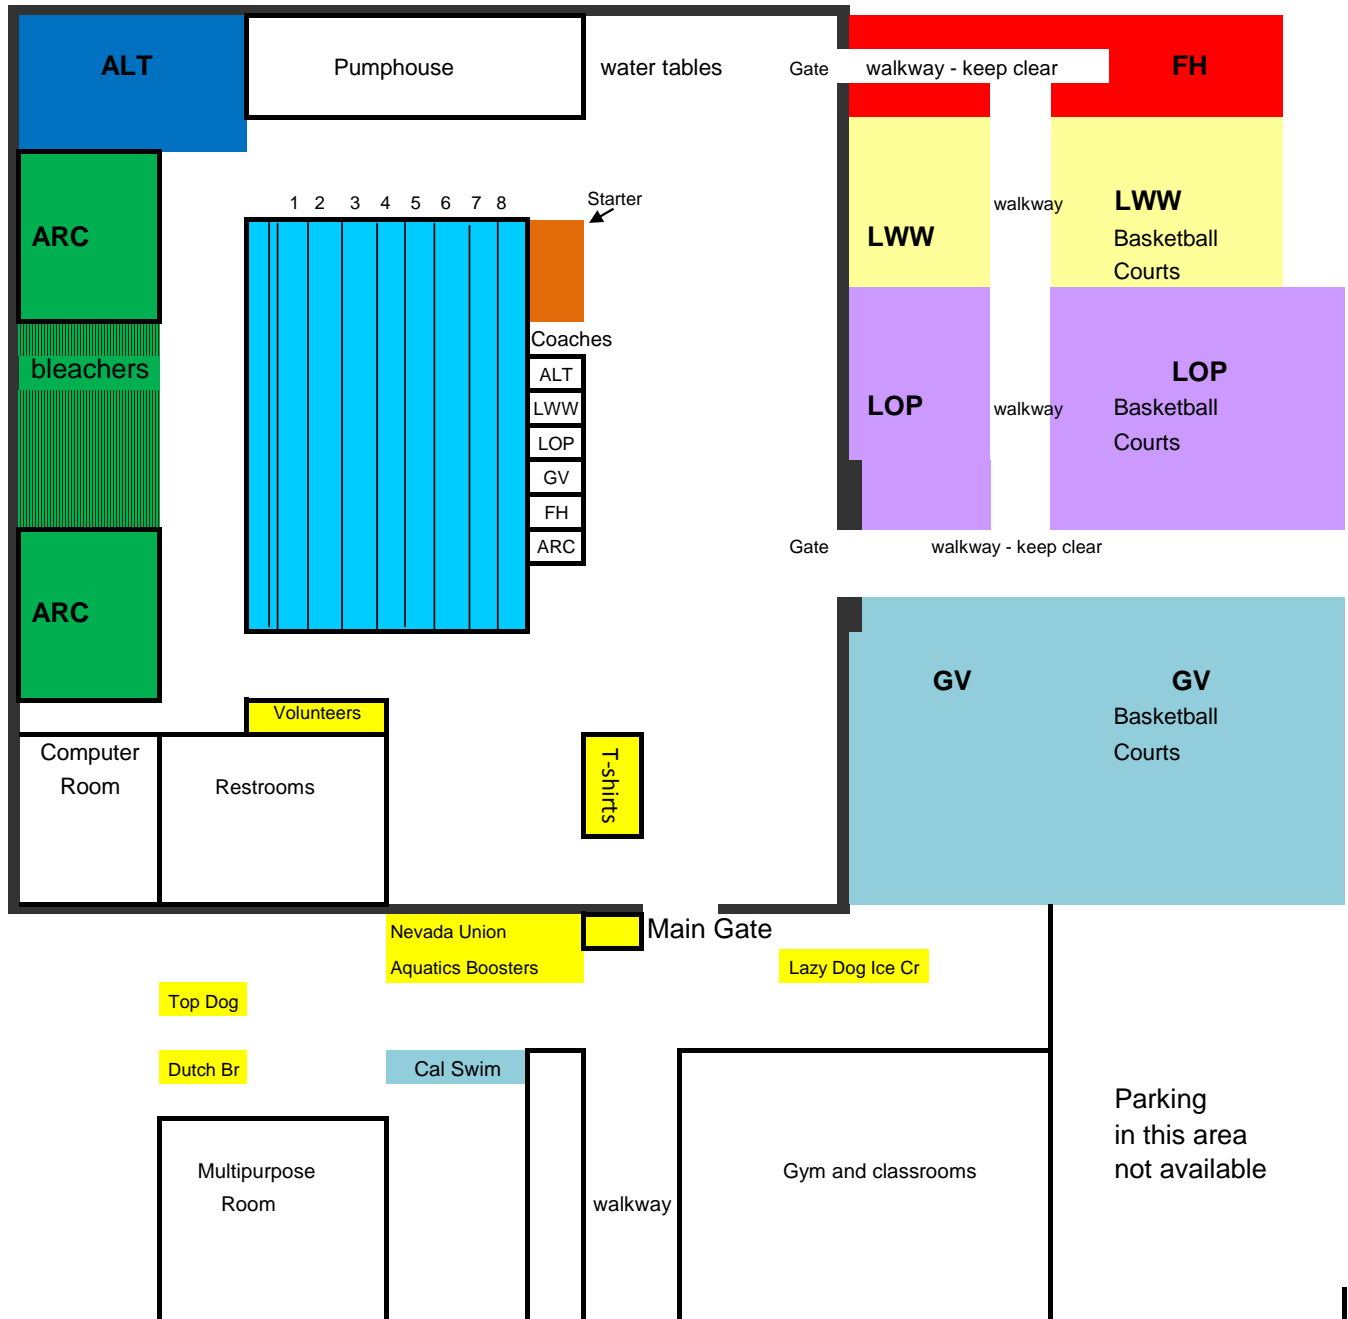 ALT
Pumphouse
water tables
Gate
walkway - keep clear
FH
1 2 3 4 5 6 7 8
Starter
ARC
LWW
walkway
LWW
Basketball
Courts
Coaches
bleachers
ALT
LWW
LOP
GV
FH
ARC
LOP
walkway
LOP
Basketball
Courts
Gate
walkway - keep clear
ARC
GV
GV
Basketball
Courts
Volunteers
Computer
Room
Restrooms
T-shirts
Nevada Union
Aquatics Boosters
Main Gate
Lazy Dog Ice Cr
Top Dog
Dutch Br
Cal Swim
Multipurpose
Room
walkway
Gym and classrooms
Parking
in this area
not available